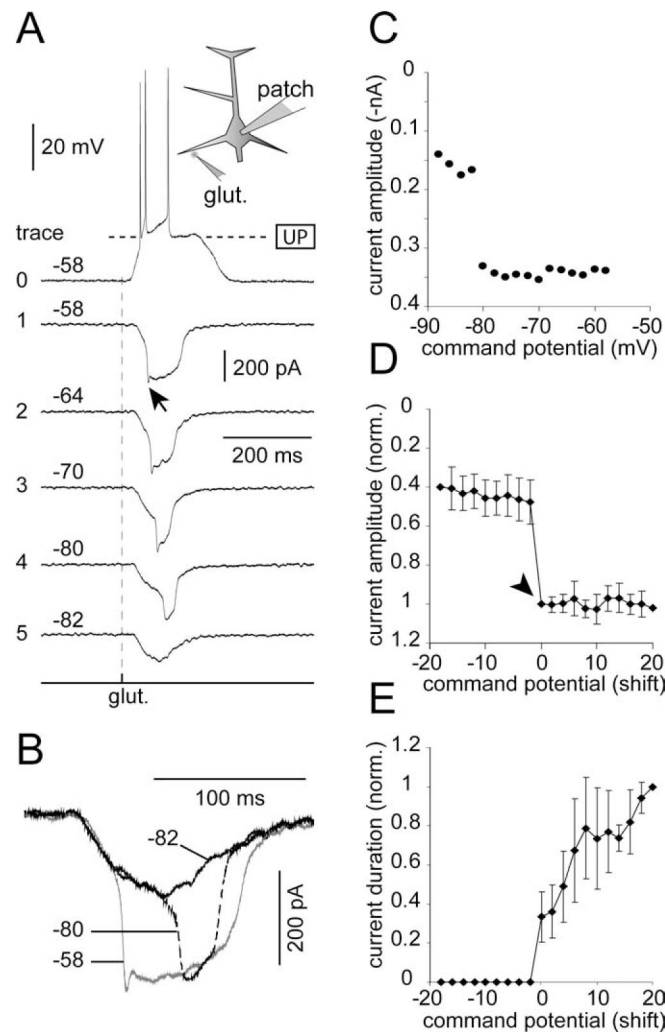 A
20 mV
patch
glut.
trace
UP
0 -58
1 -58
200 pA
2 -64
200 ms
3 -70
4 -80
5 -82
glut.
B
100 ms
-82
-80
-58
200 pA
C
current amplitude (-nA)
0
0.1
0.2
0.3
0.4
-90 -80 -70 -60 -50
command potential (mV)
D
current amplitude (norm.)
0
0.4
0.6
0.8
1
1.2
-20 -10 0 10 20
command potential (shift)
E
current duration (norm.)
1.2
1
0.8
0.6
0.4
0.2
0
-20 -10 0 10 20
command potential (shift)